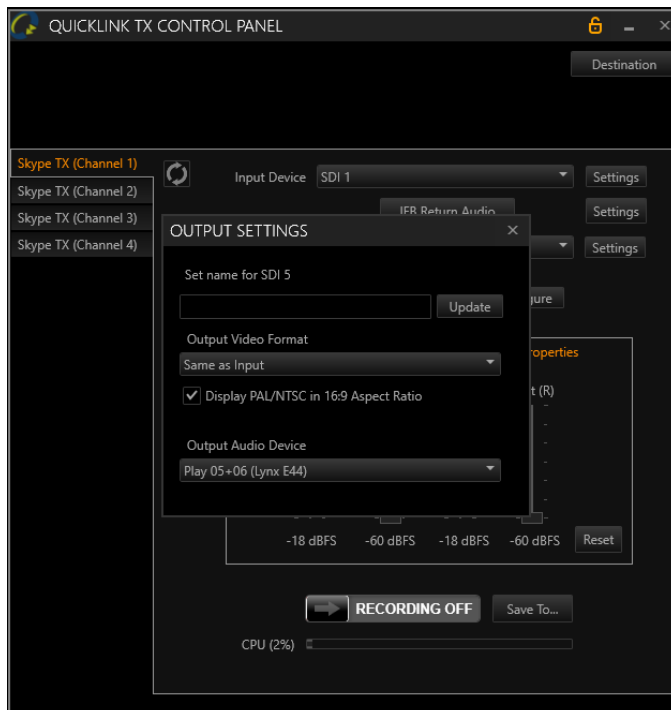 QUICKLINK TX CONTROL PANEL
Destination
Skype TX (Channel 1)
Skype TX (Channel 2)
Skype TX (Channel 3)
Skype TX (Channel 4)
Input Device SDI 1 Settings
IFB Return Audio Settings
Settings
OUTPUT SETTINGS
Set name for SDI 5
Update
Output Video Format
Same as Input
Display PAL/NTSC in 16:9 Aspect Ratio
Output Audio Device
Play 05+06 (Lynx E44)
-18 dBFS -60 dBFS -18 dBFS -60 dBFS Reset
RECORDING OFF Save To...
CPU (2%)